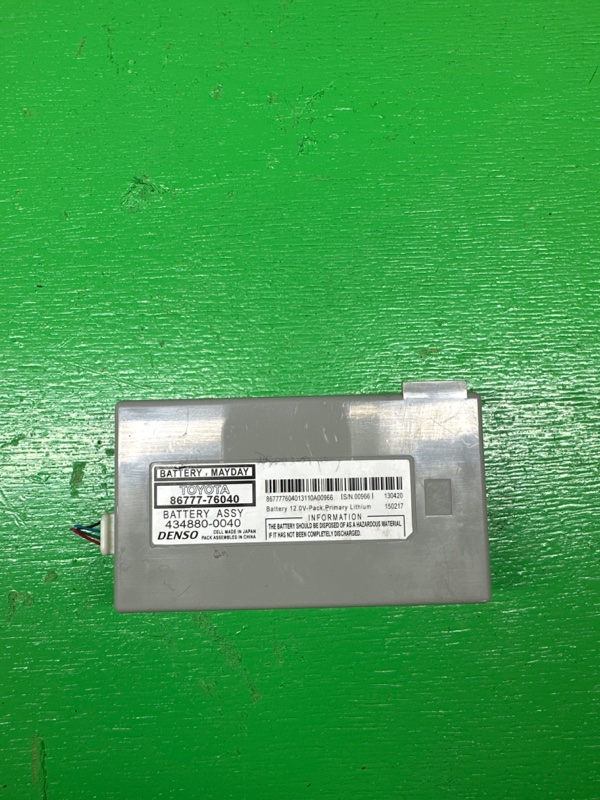 BATTERY , MAYDAY
TOYOTA
86777-76040
BATTERY ASSY
434880-0040
DENSO
CELL MADE IN JAPAN
PACK ASSEMBLED IN CHINA
867777604013110A00966 [S/N.00966] 130420
Battery 12.0V-Pack,Primary Lithium 150217
INFORMATION
THE BATTERY SHOULD BE DISPOSED OF AS A HAZARDOUS MATERIAL
IF IT HAS NOT BEEN COMPLETELY DISCHARGED.